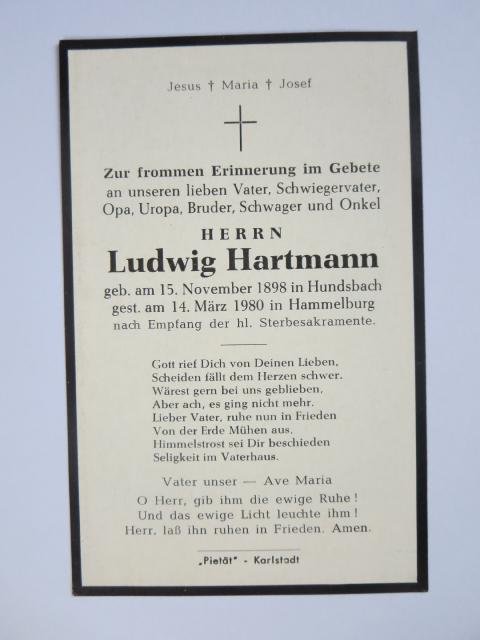 Jesus † Maria † Josef
Zur frommen Erinnerung im Gebete
an unseren lieben Vater, Schwiegervater,
Opa, Uropa, Bruder, Schwager und Onkel
HERRN
Ludwig Hartmann
geb. am 15. November 1898 in Hundsbach
gest. am 14. März 1980 in Hammelburg
nach Empfang der hl. Sterbesakramente.
Gott rief Dich von Deinen Lieben,
Scheiden fällt dem Herzen schwer.
Wärest gern bei uns geblieben,
Aber ach, es ging nicht mehr.
Lieber Vater, ruhe nun in Frieden
Von der Erde Mühen aus,
Himmelstrost sei Dir beschieden
Seligkeit im Vaterhaus.
Vater unser — Ave Maria
O Herr, gib ihm die ewige Ruhe!
Und das ewige Licht leuchte ihm!
Herr, laß ihn ruhen in Frieden. Amen.
„Pietät" - Karlstadt